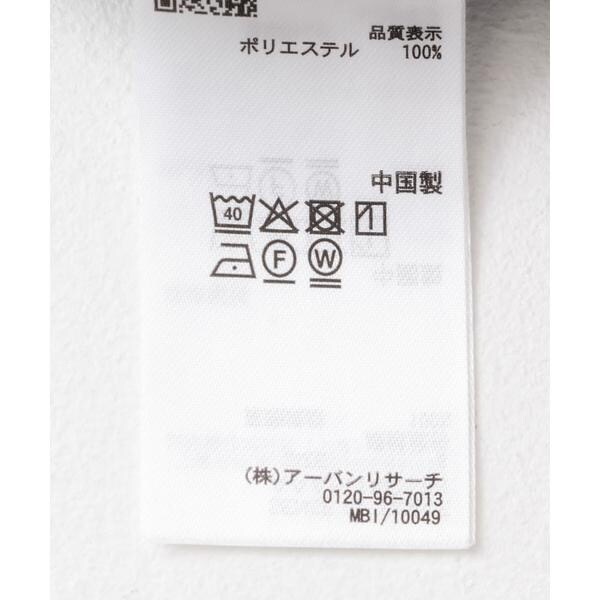 品質表示
ポリエステル 100%
中国製
40
F W
(株)アーバンリサーチ
0120-96-7013
MBI/10049